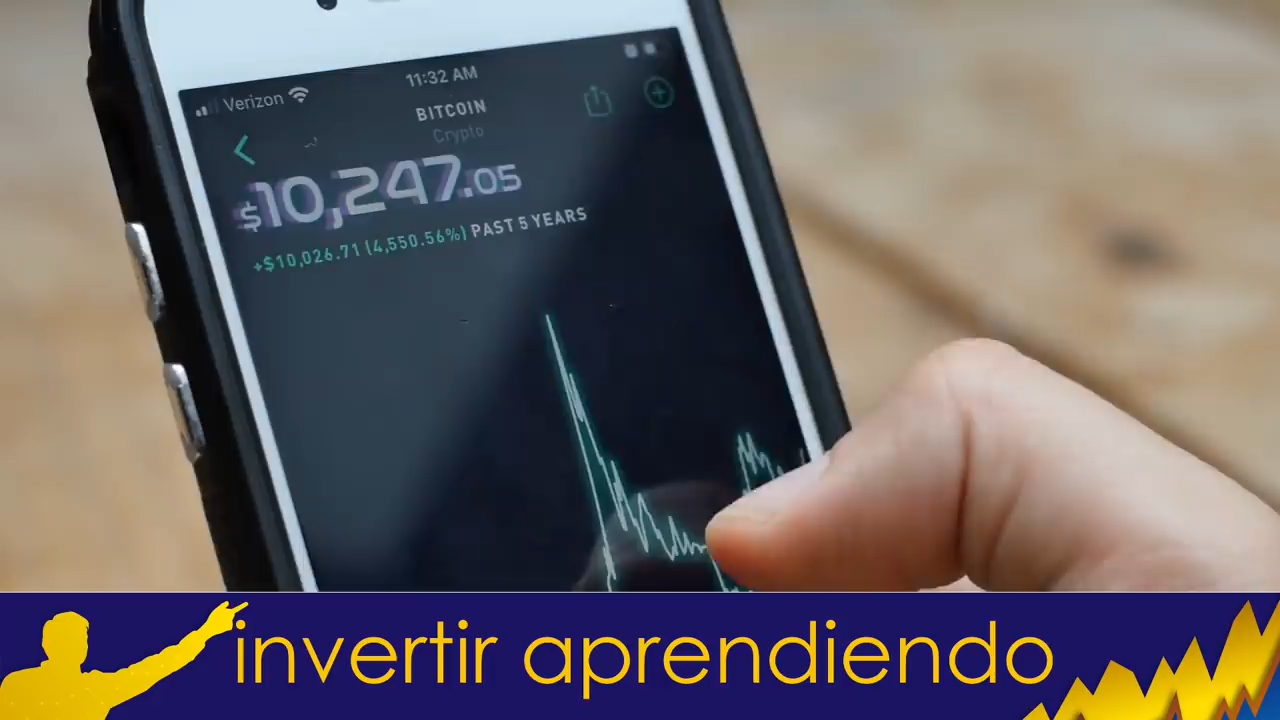 Verizon 11:32 AM
BITCOIN
Crypto
$10,247.05
+$10,026.71 (4,550.56%) PAST 5 YEARS
invertir aprendiendo